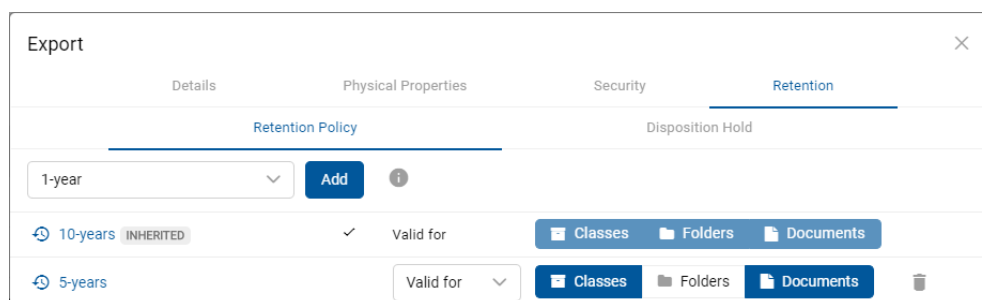 Export
Details Physical Properties Security Retention
Retention Policy Disposition Hold
1-year Add
10-years INHERITED Valid for Classes Folders Documents
5-years Valid for Classes Folders Documents